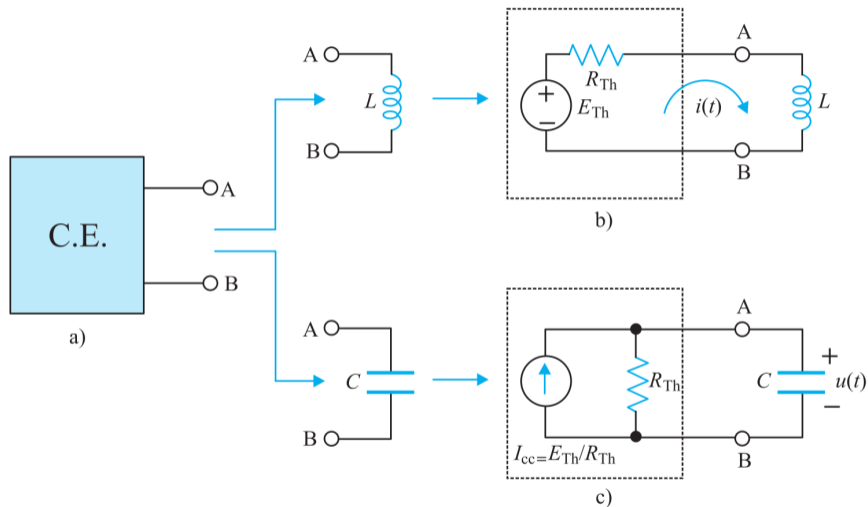 C.E.
A
B
a)
A
L
B
R_Th
E_Th
i(t)
A
L
B
b)
A
C
B
I_cc=E_Th/R_Th
R_Th
A
C
+
u(t)
−
B
c)
+
−